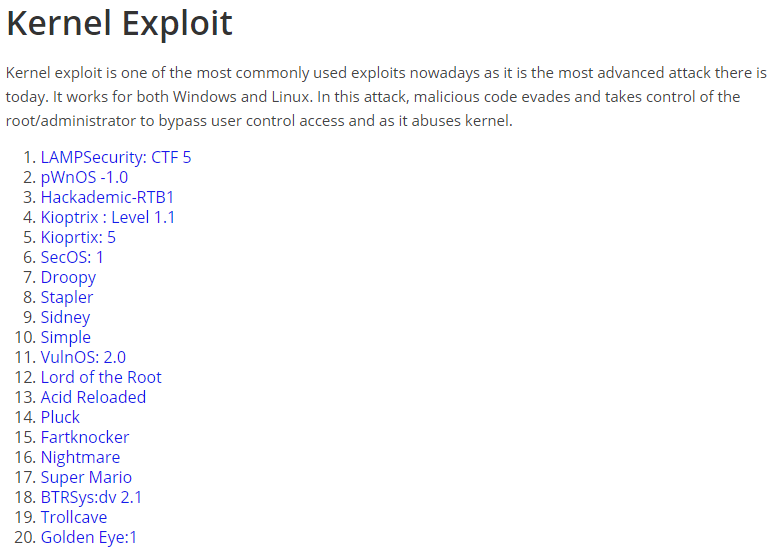 Kernel Exploit
Kernel exploit is one of the most commonly used exploits nowadays as it is the most advanced attack there is
today. It works for both Windows and Linux. In this attack, malicious code evades and takes control of the
root/administrator to bypass user control access and as it abuses kernel.
1. LAMPSecurity: CTF 5
2. pWnOS -1.0
3. Hackademic-RTB1
4. Kioptrix : Level 1.1
5. Kioprtix: 5
6. SecOS: 1
7. Droopy
8. Stapler
9. Sidney
10. Simple
11. VulnOS: 2.0
12. Lord of the Root
13. Acid Reloaded
14. Pluck
15. Fartknocker
16. Nightmare
17. Super Mario
18. BTRSys:dv 2.1
19. Trollcave
20. Golden Eye:1